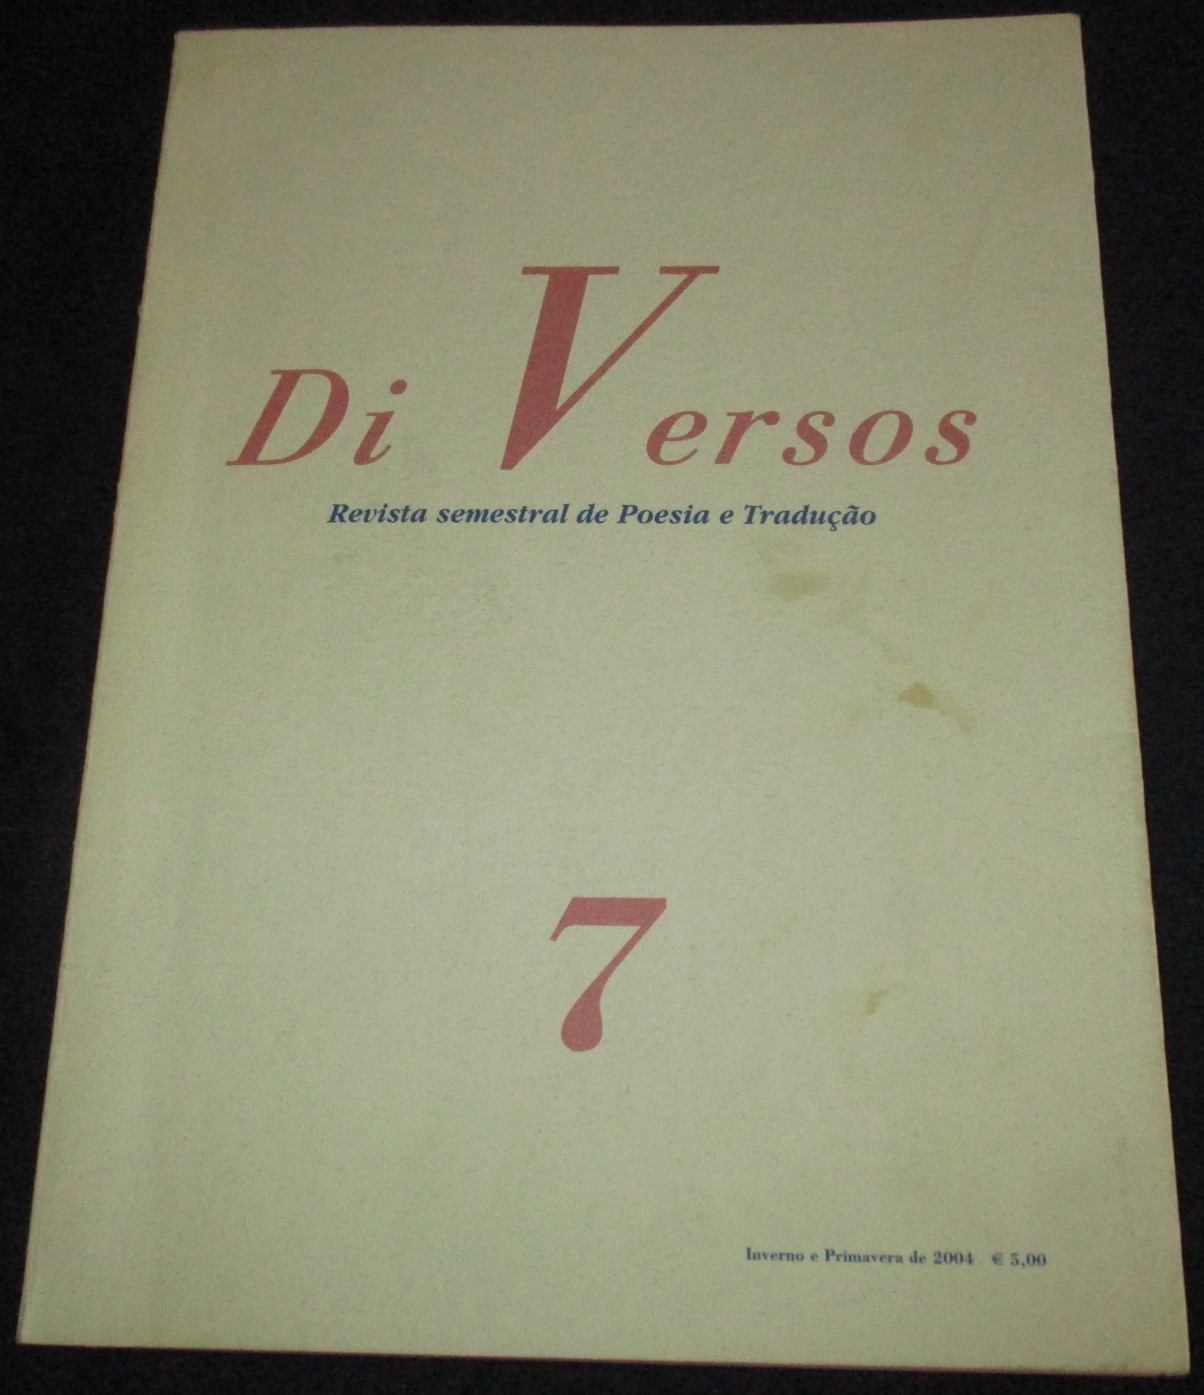 Di Versos
Revista semestral de Poesia e Tradução
7
Inverno e Primavera de 2004 € 5,00